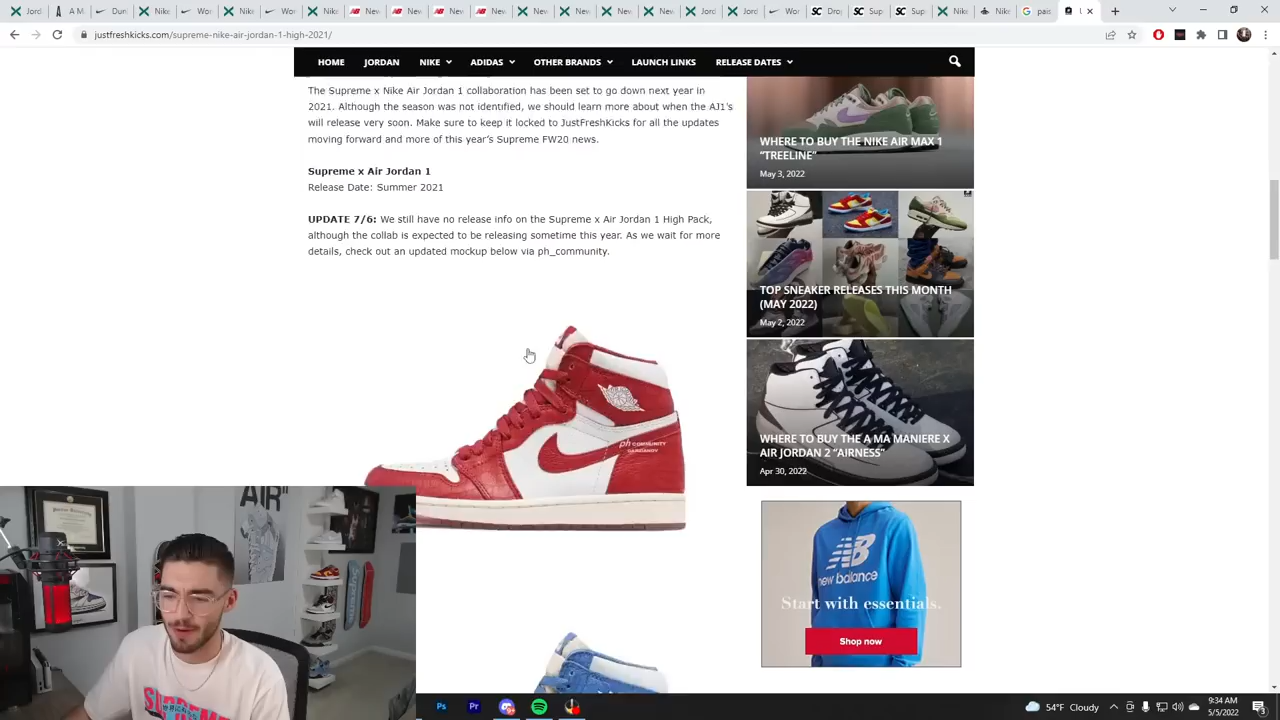 justfreshkicks.com/supreme-nike-air-jordan-1-high-2021/
HOME
JORDAN
NIKE
ADIDAS
OTHER BRANDS
LAUNCH LINKS
RELEASE DATES
The Supreme x Nike Air Jordan 1 collaboration has been set to go down next year in
2021. Although the season was not identified, we should learn more about when the AJ1's
will release very soon. Make sure to keep it locked to JustFreshKicks for all the updates
moving forward and more of this year's Supreme FW20 news.
Supreme x Air Jordan 1
Release Date: Summer 2021
UPDATE 7/6: We still have no release info on the Supreme x Air Jordan 1 High Pack,
although the collab is expected to be releasing sometime this year. As we wait for more
details, check out an updated mockup below via ph_community.
ph COMMUNITY
WHERE TO BUY THE NIKE AIR MAX 1
"TREELINE"
May 3, 2022
TOP SNEAKER RELEASES THIS MONTH
(MAY 2022)
May 2, 2022
WHERE TO BUY THE A MA MANIERE X
AIR JORDAN 2 "AIRNESS"
Apr 30, 2022
new balance
Start with essentials.
Shop now
AIR"
Ps
Pr
54°F Cloudy
9:34 AM
5/5/2022